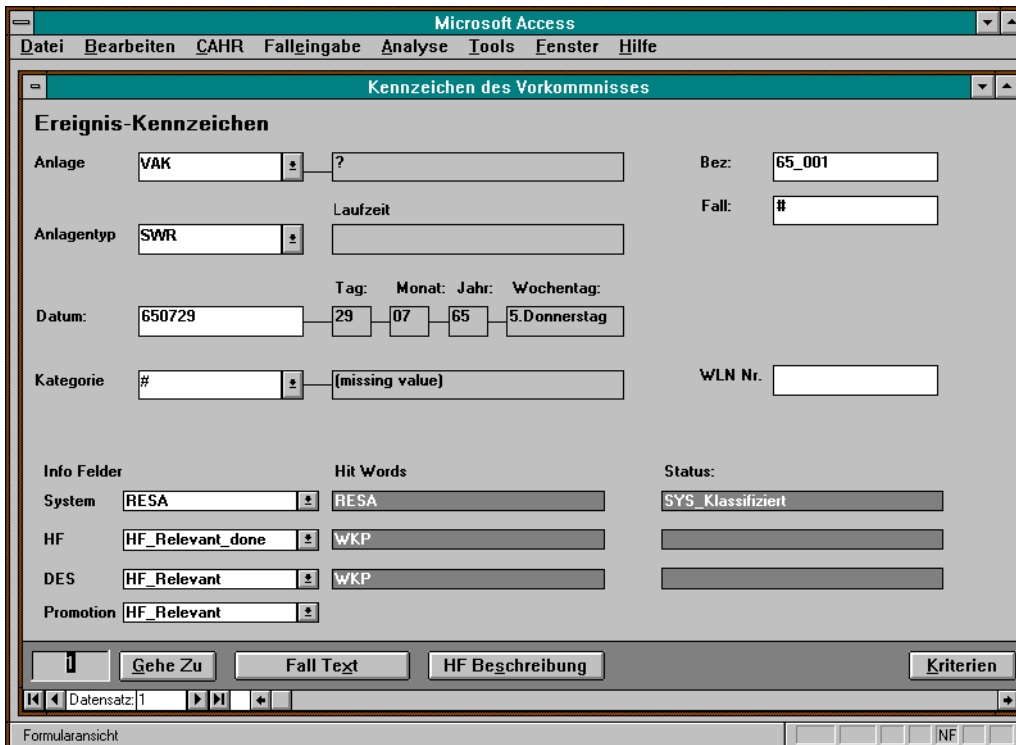 Microsoft Access
Datei Bearbeiten CAHR Falleingabe Analyse Tools Fenster Hilfe
Kennzeichen des Vorkommnisses
Ereignis-Kennzeichen
Anlage VAK ? Bez: 65_001
Laufzeit Fall: #
Anlagentyp SWR
Tag: Monat: Jahr: Wochentag:
Datum: 650729 29 07 65 5.Donnerstag
Kategorie # (missing value) WLN Nr.
Info Felder Hit Words Status:
System RESA RESA SYS_Klassifiziert
HF HF_Relevant_done WKP
DES HF_Relevant WKP
Promotion HF_Relevant
1 Gehe Zu Fall Text HF Beschreibung Kriterien
Datensatz: 1
Formularansicht NF